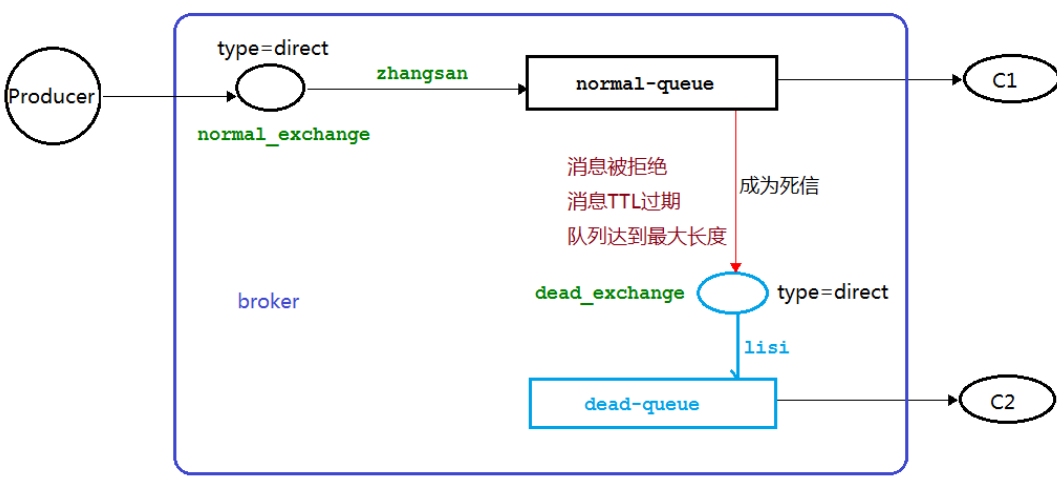 type=direct
zhangsan
Producer
normal-queue
C1
normal_exchange
消息被拒绝
消息TTL过期
成为死信
队列达到最大长度
broker
dead_exchange
type=direct
lisi
dead-queue
C2